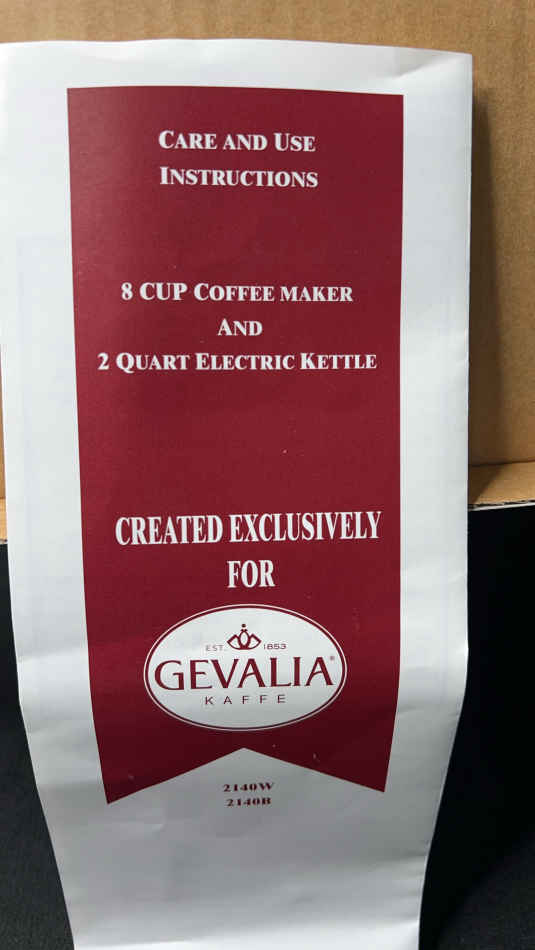 CARE AND USE
INSTRUCTIONS
8 CUP COFFEE MAKER
AND
2 QUART ELECTRIC KETTLE
CREATED EXCLUSIVELY
FOR
EST. 1853
GEVALIA®
KAFFE
2140W
2140B